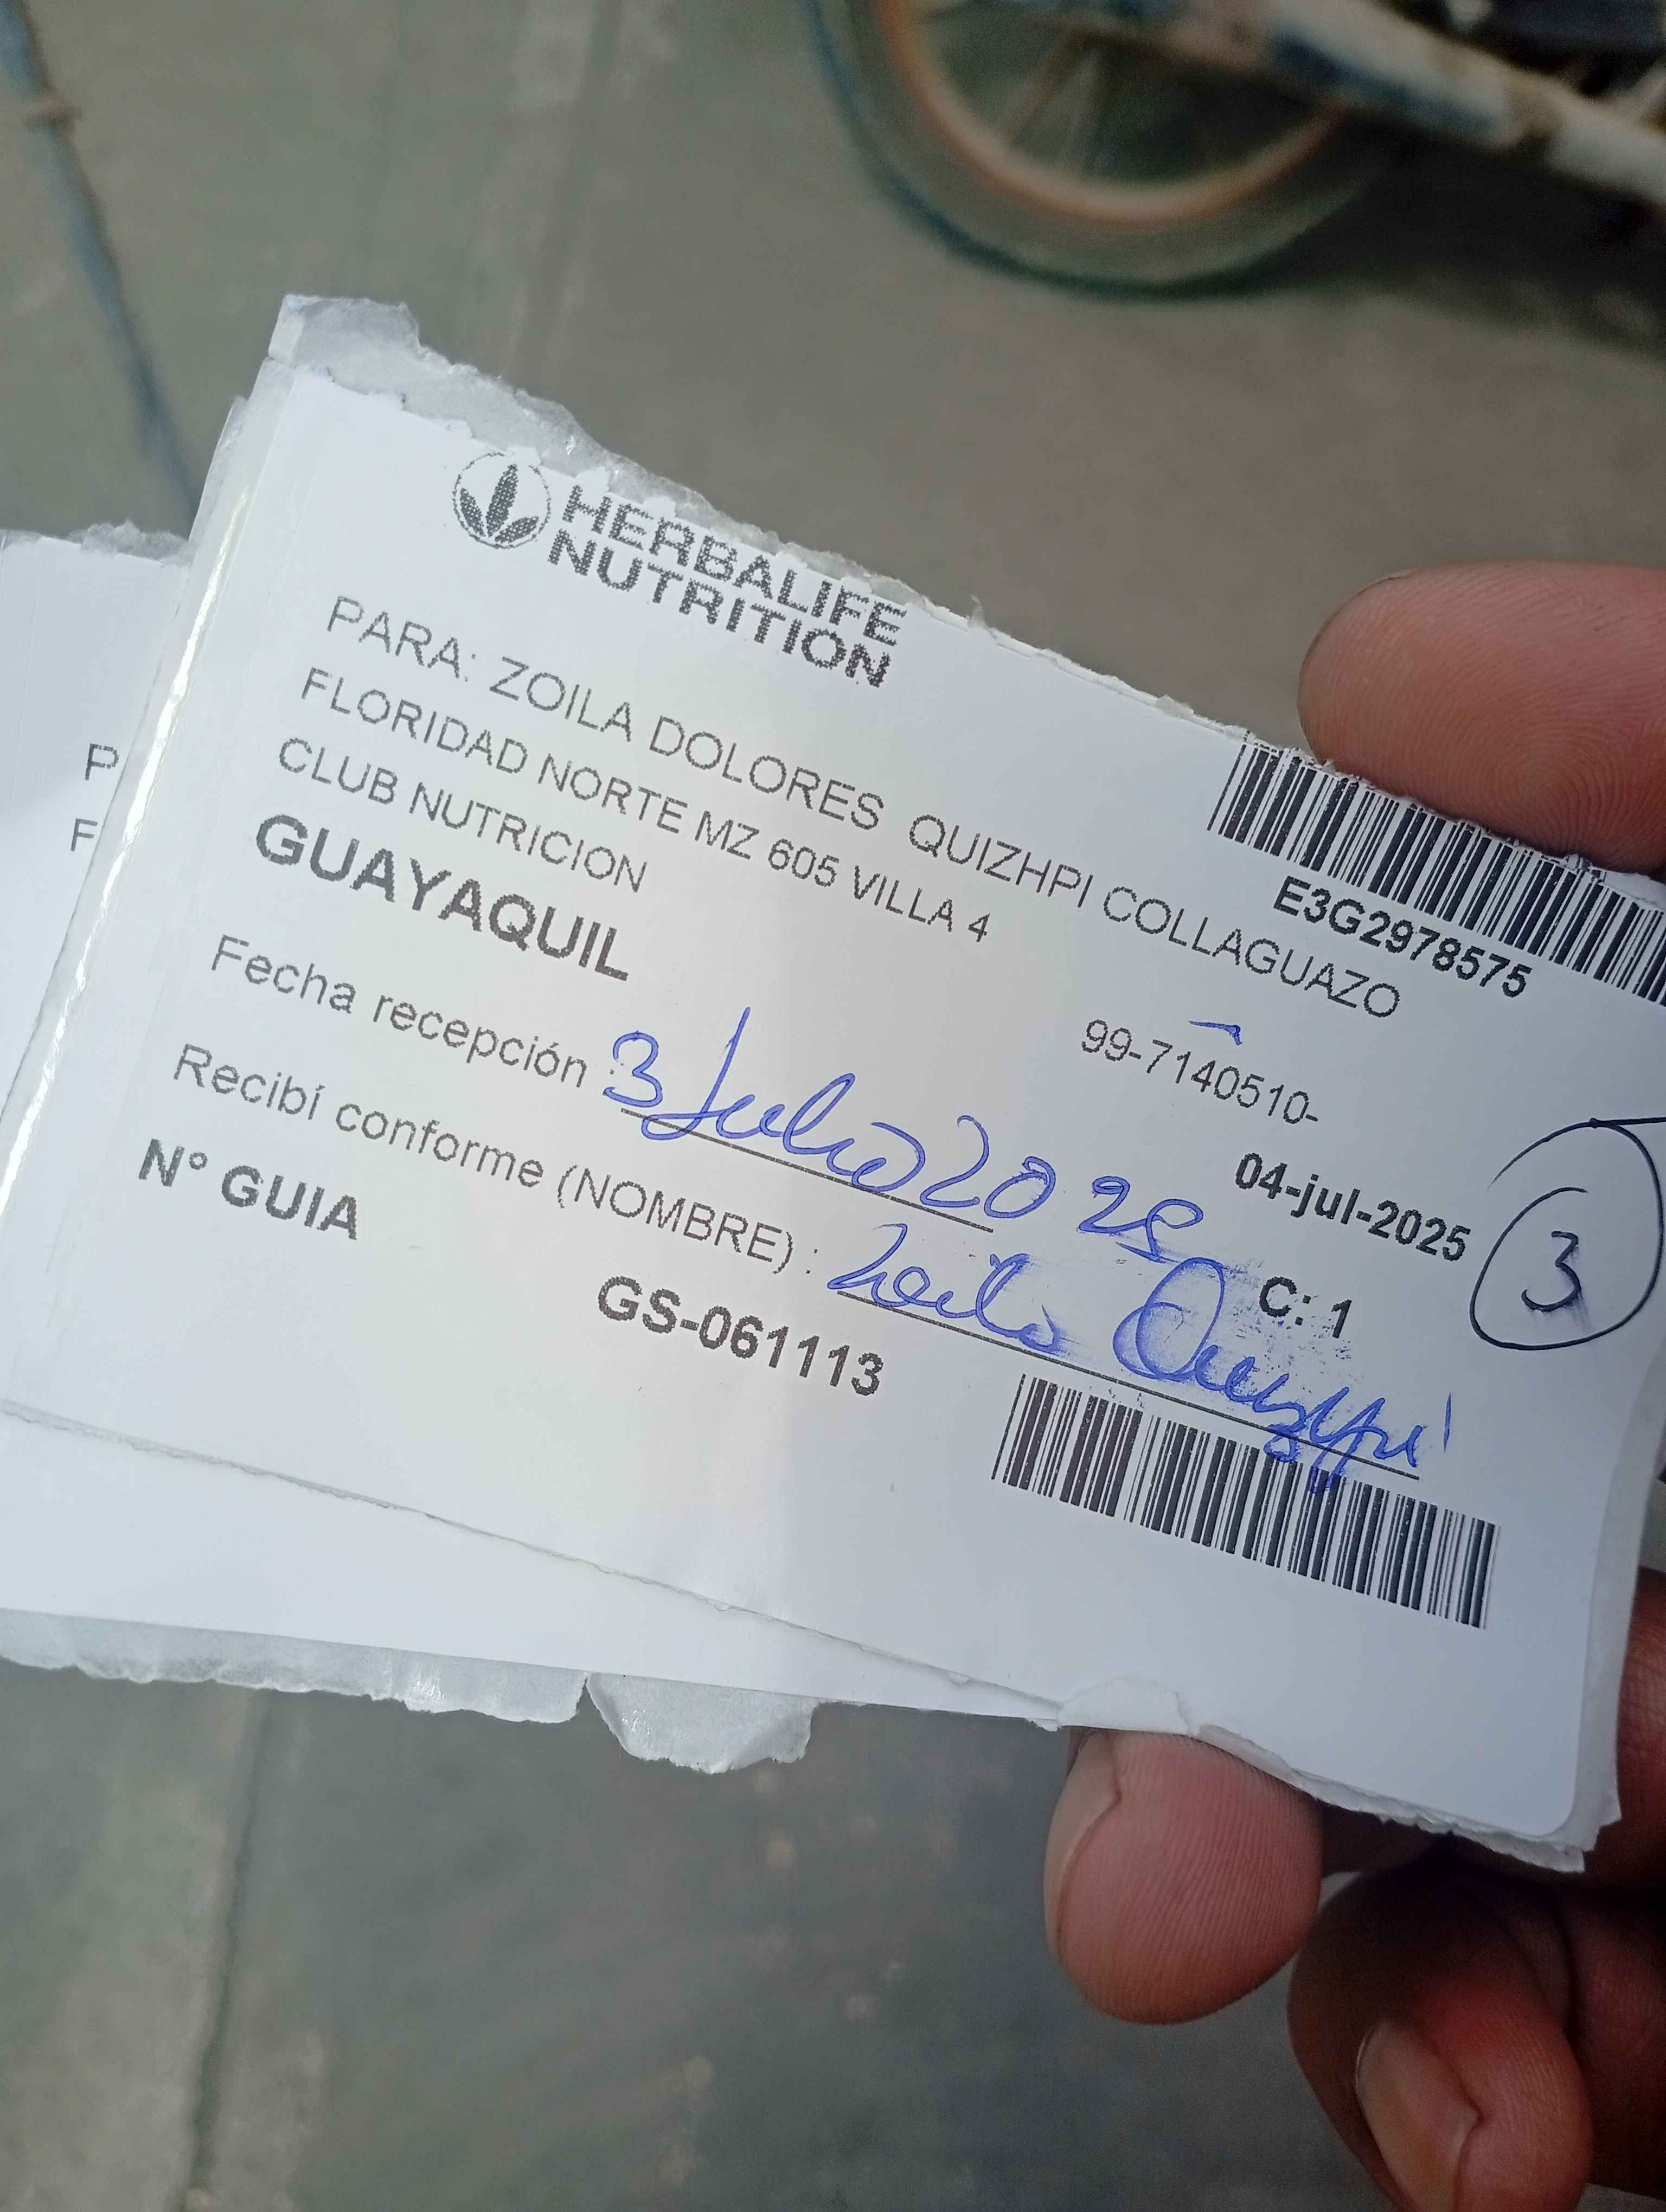 HERBALIFE
NUTRITION
E3G2978575
PARA: ZOILA DOLORES QUIZHPI COLLAGUAZO
FLORIDAD NORTE MZ 605 VILLA 4
CLUB NUTRICION
99-7140510-
GUAYAQUIL
04-jul-2025
3
Fecha recepción : 3 Julio 2025
C: 1
Recibí conforme (NOMBRE) : Zoila Quizhpi
N° GUIA
GS-061113
P
F